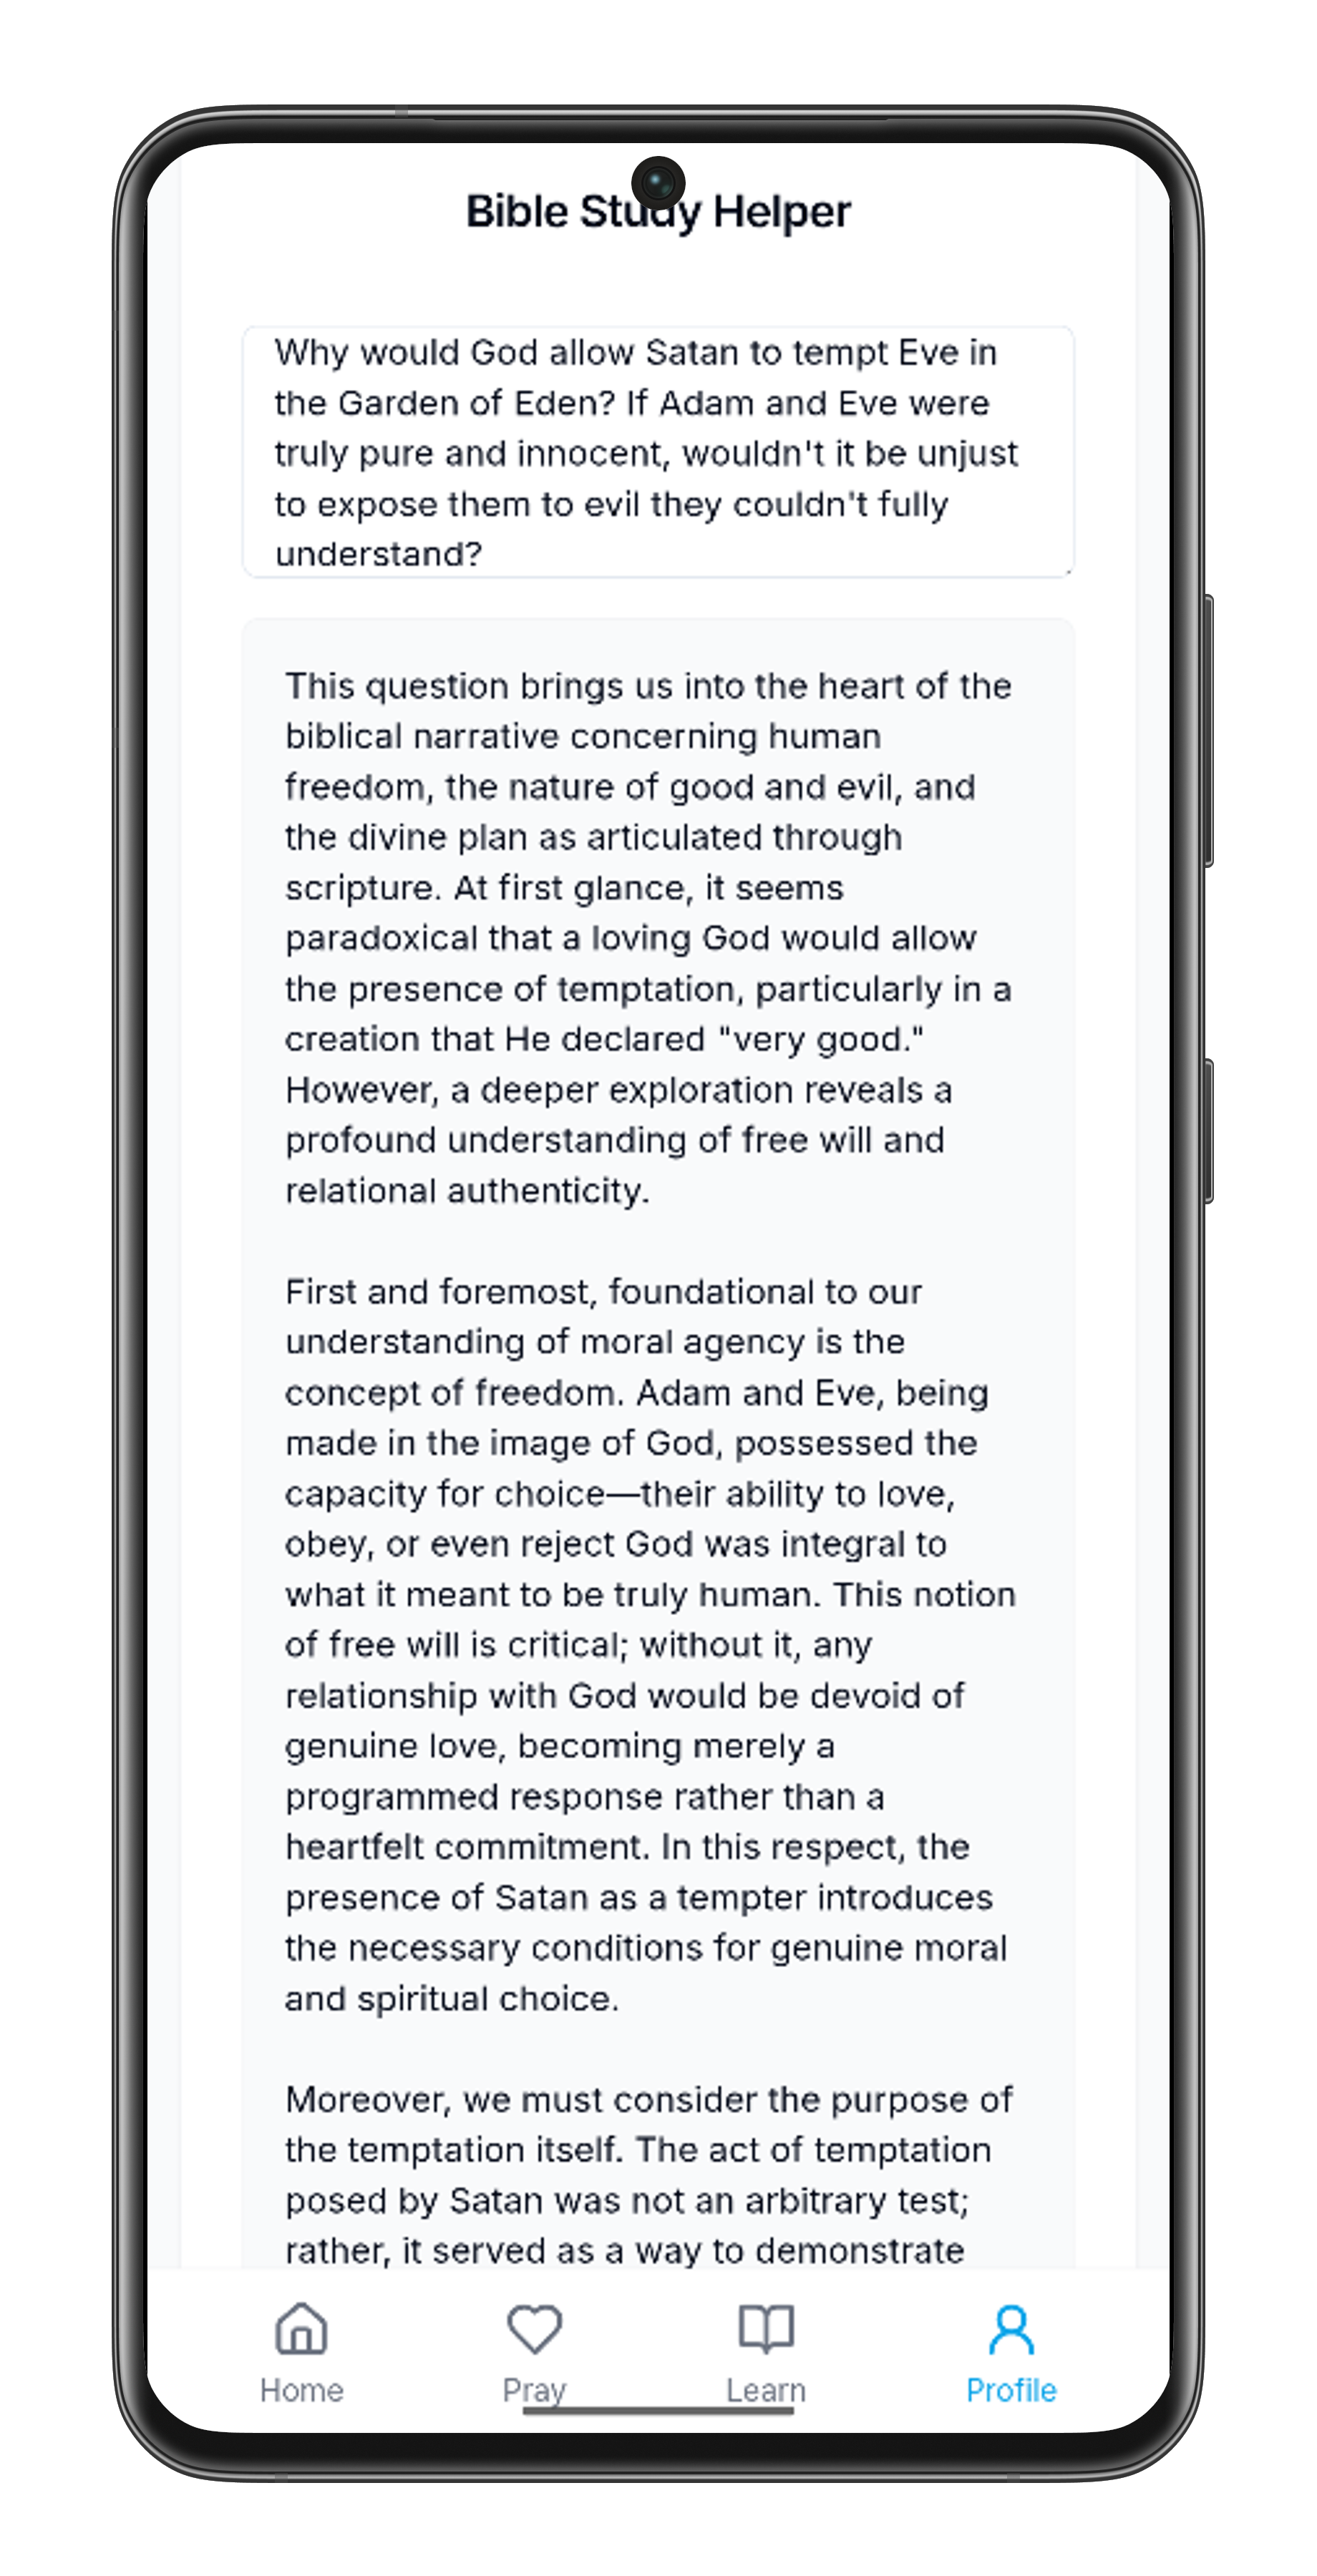 Bible Study Helper
Why would God allow Satan to tempt Eve in
the Garden of Eden? If Adam and Eve were
truly pure and innocent, wouldn't it be unjust
to expose them to evil they couldn't fully
understand?
This question brings us into the heart of the
biblical narrative concerning human
freedom, the nature of good and evil, and
the divine plan as articulated through
scripture. At first glance, it seems
paradoxical that a loving God would allow
the presence of temptation, particularly in a
creation that He declared "very good."
However, a deeper exploration reveals a
profound understanding of free will and
relational authenticity.
First and foremost, foundational to our
understanding of moral agency is the
concept of freedom. Adam and Eve, being
made in the image of God, possessed the
capacity for choice—their ability to love,
obey, or even reject God was integral to
what it meant to be truly human. This notion
of free will is critical; without it, any
relationship with God would be devoid of
genuine love, becoming merely a
programmed response rather than a
heartfelt commitment. In this respect, the
presence of Satan as a tempter introduces
the necessary conditions for genuine moral
and spiritual choice.
Moreover, we must consider the purpose of
the temptation itself. The act of temptation
posed by Satan was not an arbitrary test;
rather, it served as a way to demonstrate
Home Pray Learn Profile